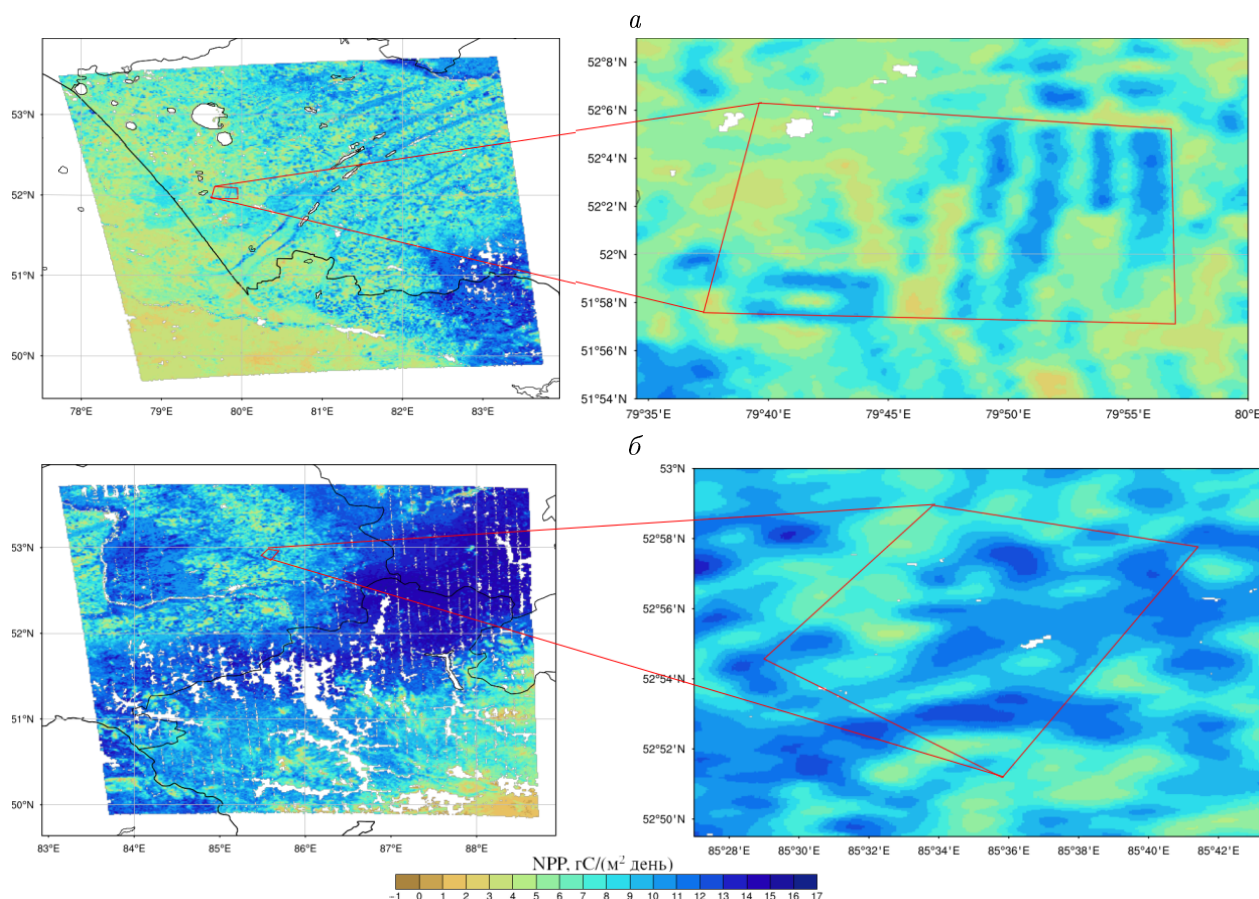 а
53°N
52°N
51°N
50°N
78°E 79°E 80°E 81°E 82°E 83°E
52°8'N
52°6'N
52°4'N
52°2'N
52°N
51°58'N
51°56'N
51°54'N
79°35'E 79°40'E 79°45'E 79°50'E 79°55'E 80°E
б
53°N
52°N
51°N
50°N
83°E 84°E 85°E 86°E 87°E 88°E
53°N
52°58'N
52°56'N
52°54'N
52°52'N
52°50'N
85°28'E 85°30'E 85°32'E 85°34'E 85°36'E 85°38'E 85°40'E 85°42'E
NPP, гС/(м² день)
−1 0 1 2 3 4 5 6 7 8 9 10 11 12 13 14 15 16 17